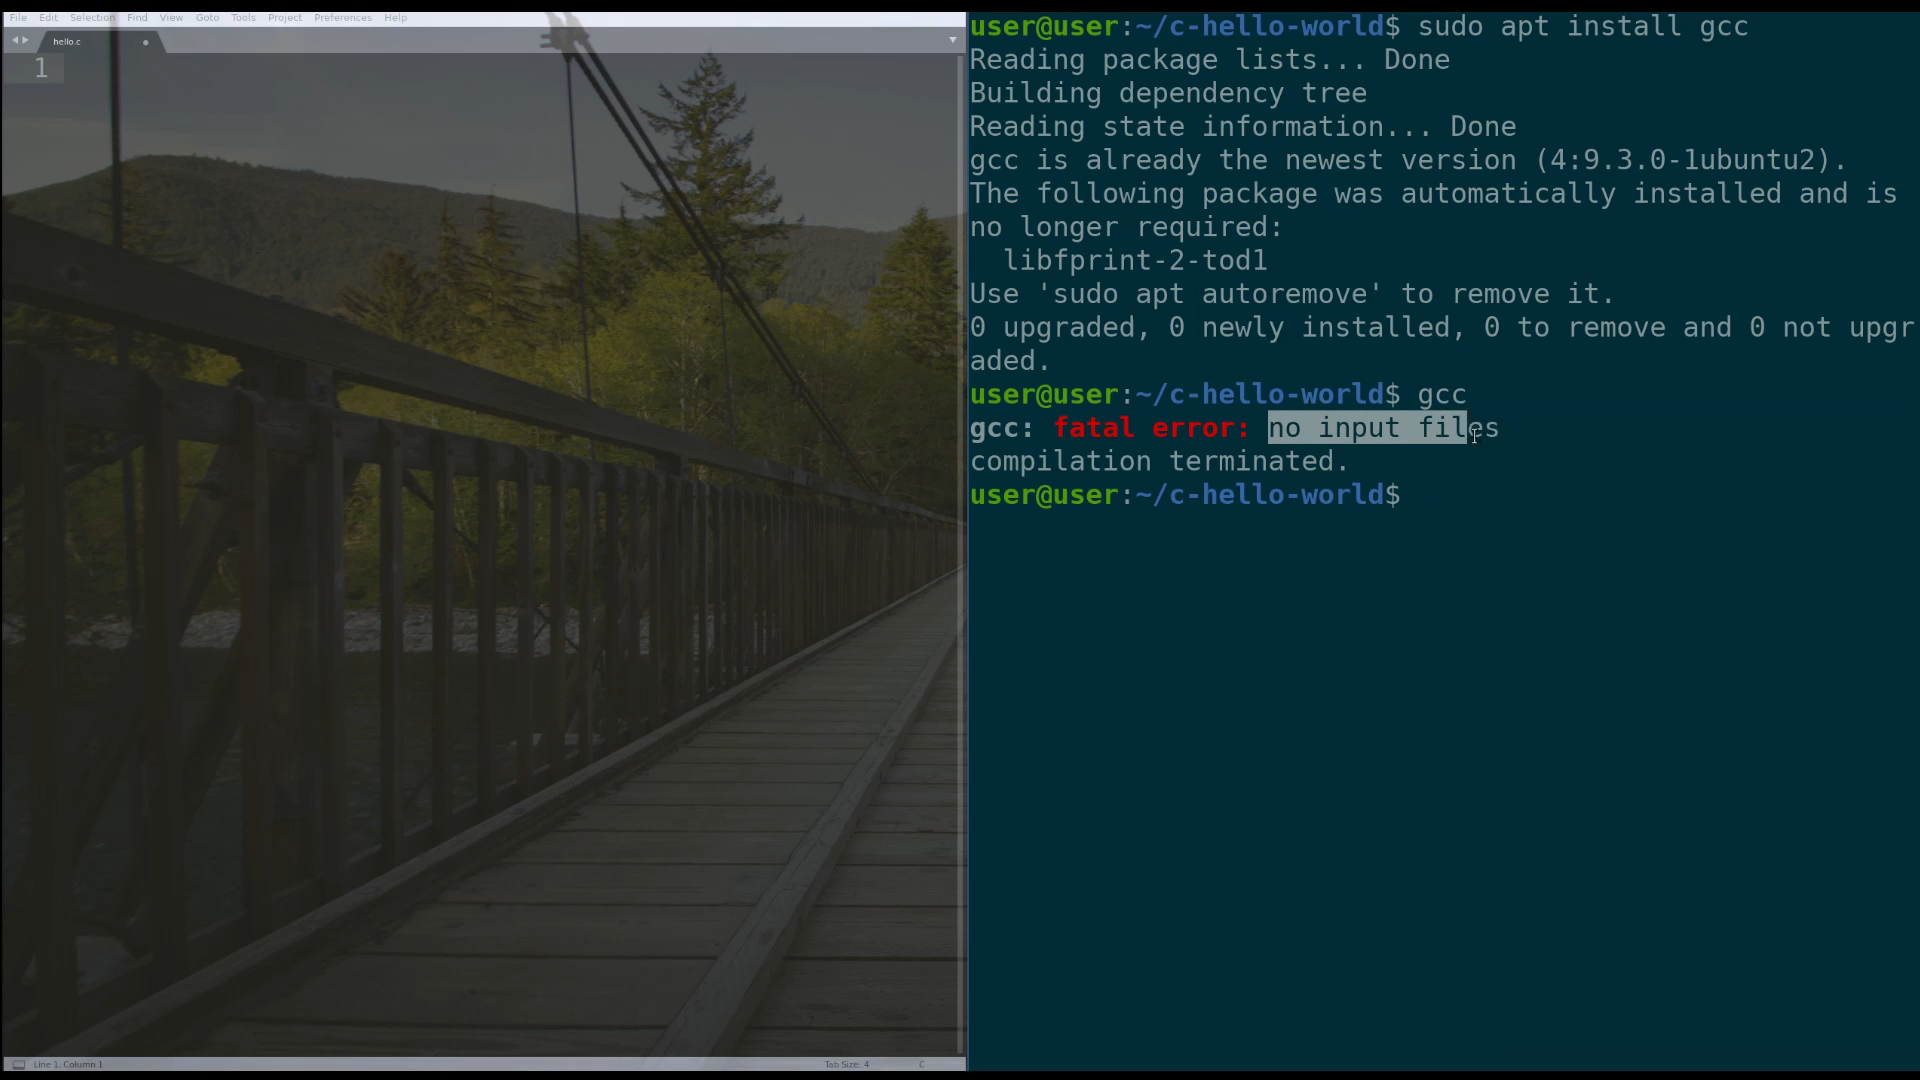 File Edit Selection Find View Goto Tools Project Preferences Help
hello.c
1
Line 1, Column 1
Tab Size: 4
C
user@user:~/c-hello-world$ sudo apt install gcc
Reading package lists... Done
Building dependency tree
Reading state information... Done
gcc is already the newest version (4:9.3.0-1ubuntu2).
The following package was automatically installed and is
no longer required:
  libfprint-2-tod1
Use 'sudo apt autoremove' to remove it.
0 upgraded, 0 newly installed, 0 to remove and 0 not upgr
aded.
user@user:~/c-hello-world$ gcc
gcc: fatal error: no input files
compilation terminated.
user@user:~/c-hello-world$